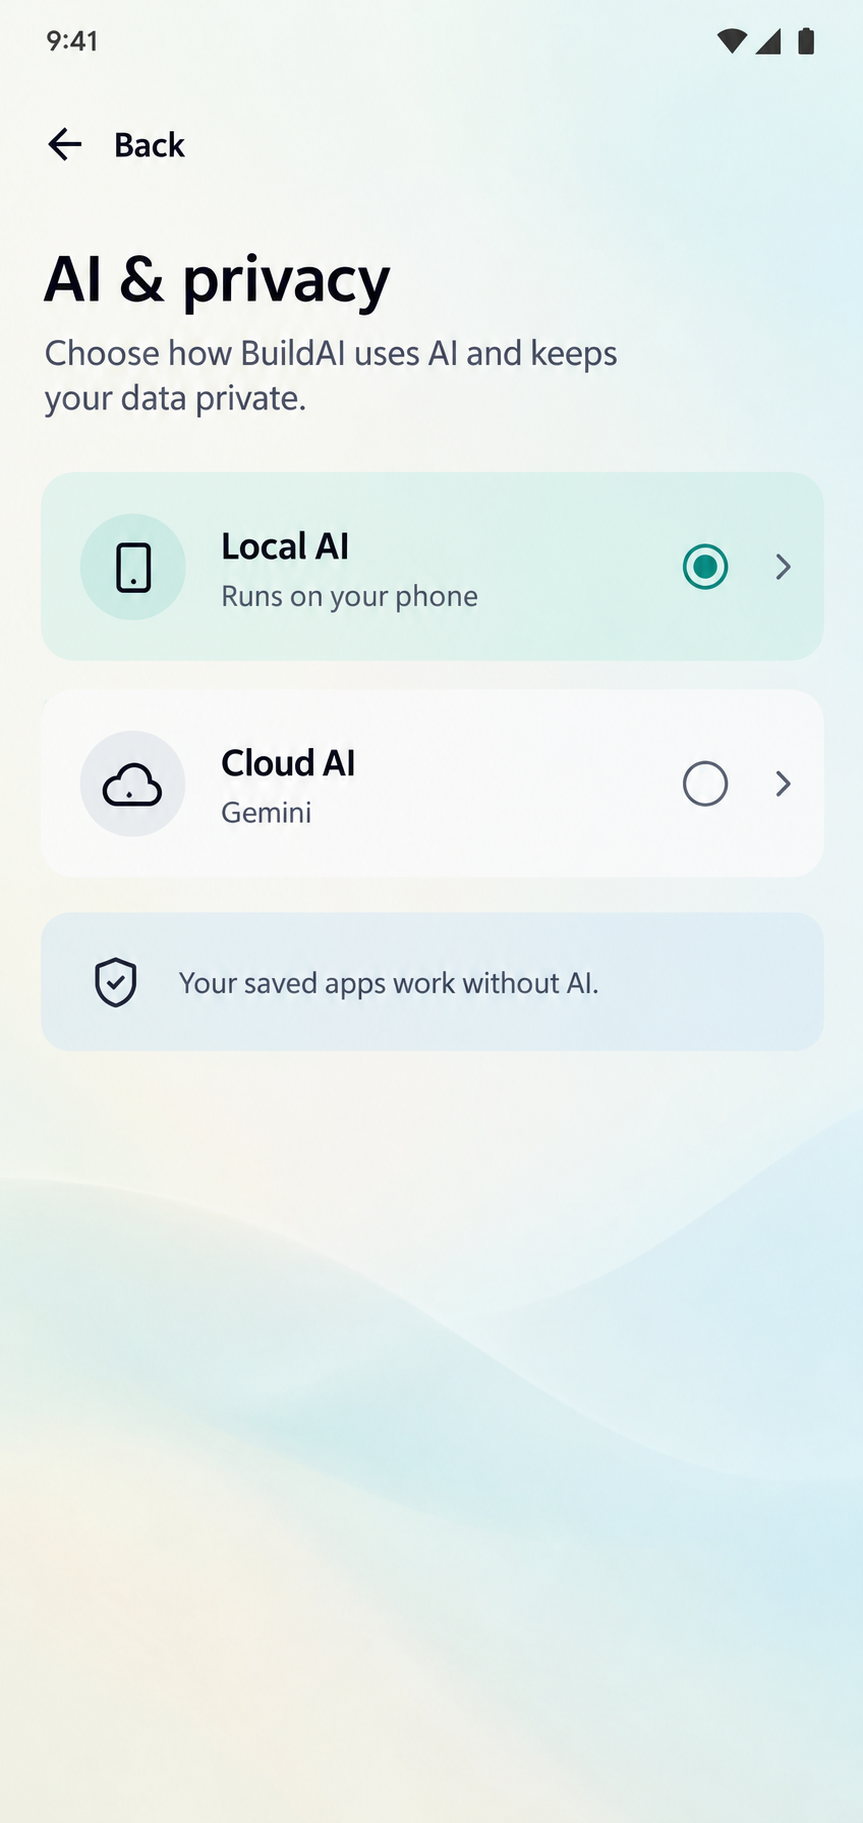 9:41
Back
AI & privacy
Choose how BuildAI uses AI and keeps
your data private.
Local AI
Runs on your phone
Cloud AI
Gemini
Your saved apps work without AI.